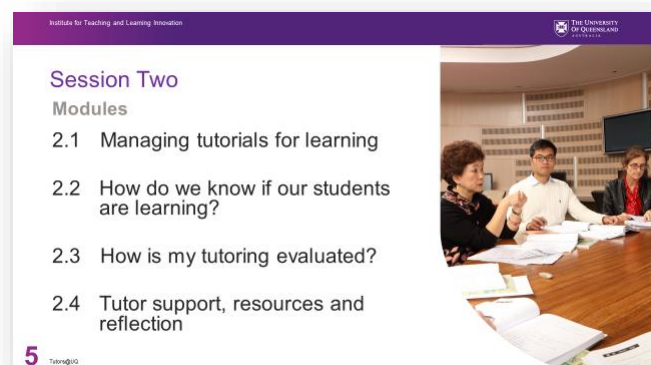 Institute for Teaching and Learning Innovation
THE UNIVERSITY
OF QUEENSLAND
AUSTRALIA
Session Two
Modules
2.1 Managing tutorials for learning
2.2 How do we know if our students
are learning?
2.3 How is my tutoring evaluated?
2.4 Tutor support, resources and
reflection
5 Tutors@UQ